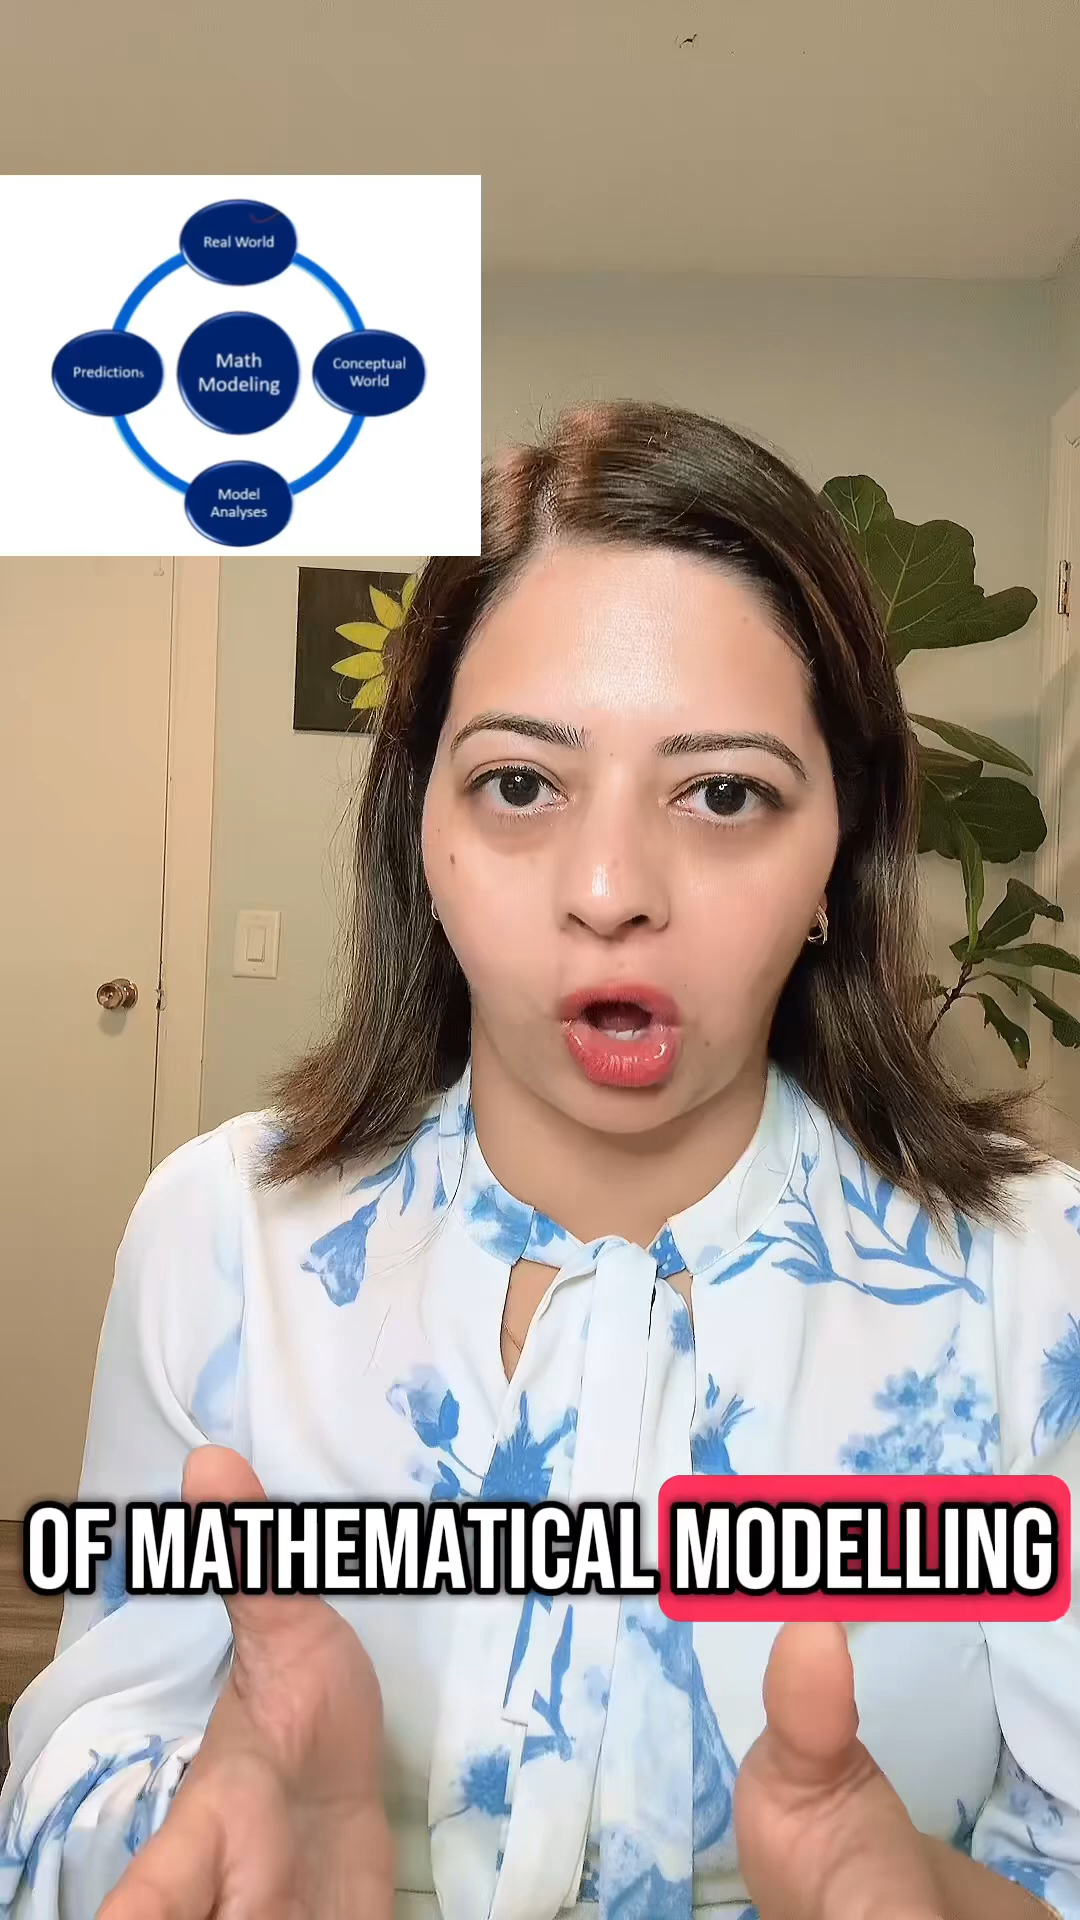 Real World
Predictions
Math
Modeling
Conceptual
World
Model
Analyses
OF MATHEMATICAL MODELLING